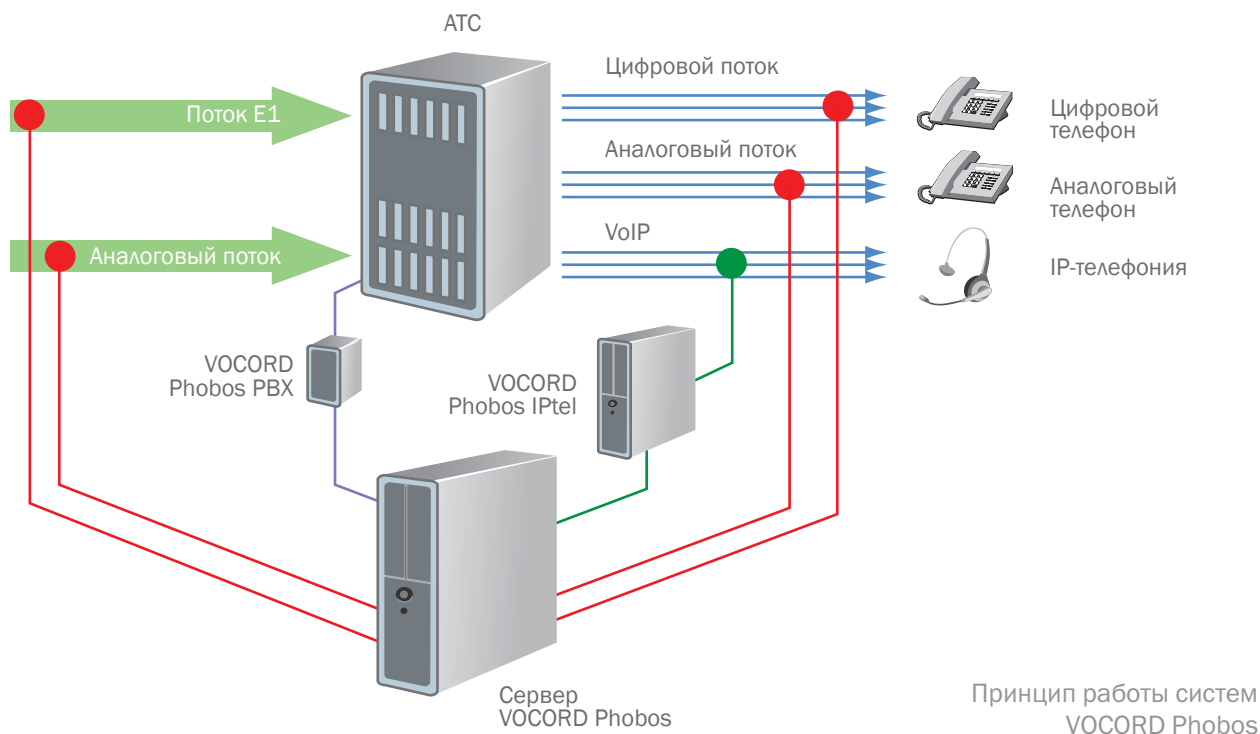 АТС
Цифровой поток
Поток E1
Цифровой
телефон
Аналоговый поток
Аналоговый
телефон
VoIP
Аналоговый поток
IP-телефония
VOCORD
Phobos PBX
VOCORD
Phobos IPtel
Сервер
VOCORD Phobos
Принцип работы систем
VOCORD Phobos